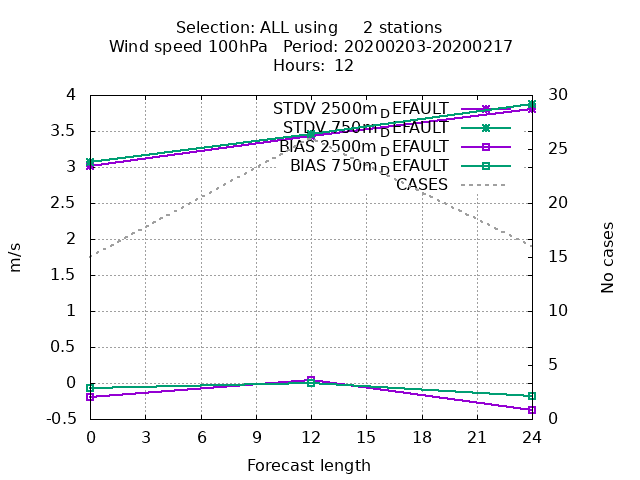 Selection: ALL using     2 stations
Wind speed 100hPa   Period: 20200203-20200217
Hours:  12
4
3.5
3
2.5
2
1.5
1
0.5
0
-0.5
30
25
20
15
10
5
0
STDV 2500m_DEFAULT
STDV 750m_DEFAULT
BIAS 2500m_DEFAULT
BIAS 750m_DEFAULT
CASES
m/s
No cases
0 3 6 9 12 15 18 21 24
Forecast length